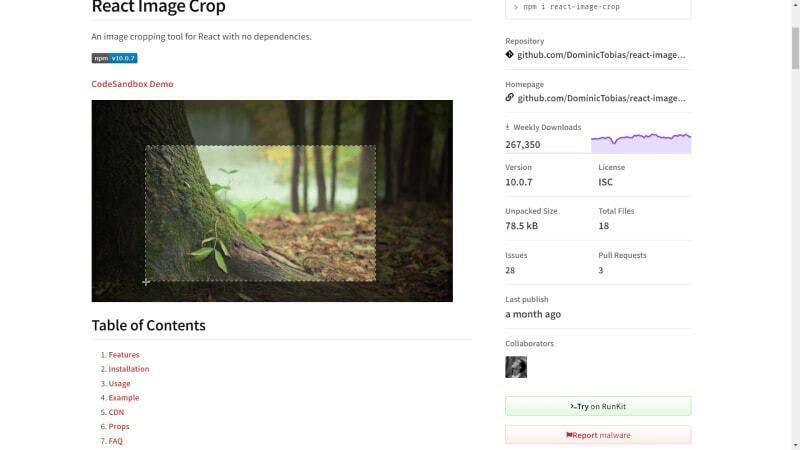 React Image Crop
An image cropping tool for React with no dependencies.
npm v10.0.7
CodeSandbox Demo
Table of Contents
1. Features
2. Installation
3. Usage
4. Example
5. CDN
6. Props
7. FAQ
> npm i react-image-crop
Repository
github.com/DominicTobias/react-image...
Homepage
github.com/DominicTobias/react-image...
Weekly Downloads
267,350
Version
License
10.0.7
ISC
Unpacked Size
Total Files
78.5 kB
18
Issues
Pull Requests
28
3
Last publish
a month ago
Collaborators
Try on RunKit
Report malware